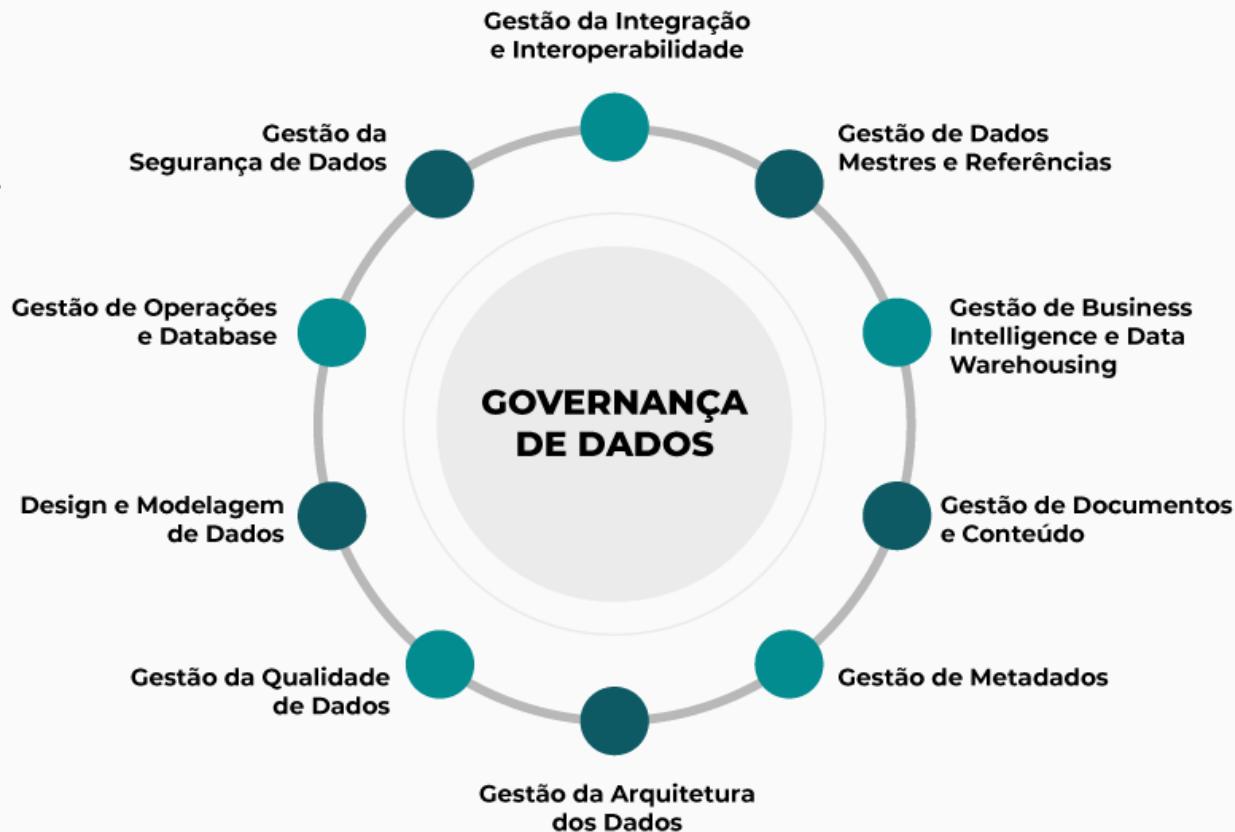 Gestão da Integração
e Interoperabilidade
Gestão de Dados
Mestres e Referências
Gestão de Business
Intelligence e Data
Warehousing
Gestão de Documentos
e Conteúdo
Gestão de Metadados
Gestão da Arquitetura
dos Dados
Gestão da Qualidade
de Dados
Design e Modelagem
de Dados
Gestão de Operações
e Database
Gestão da
Segurança de Dados
GOVERNANÇA
DE DADOS